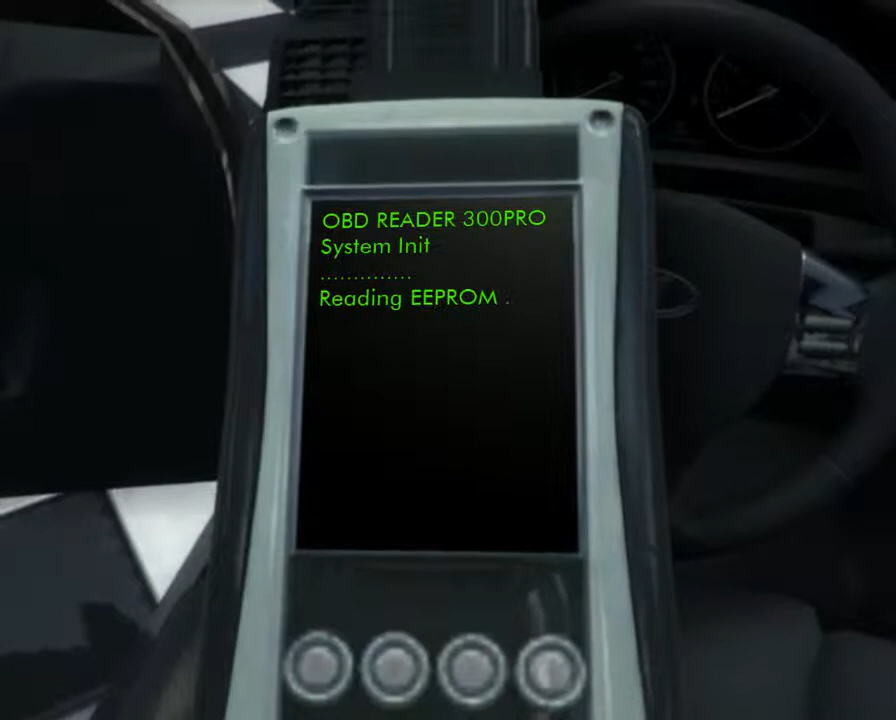 OBD READER 300PRO
System Init
..............
Reading EEPROM .